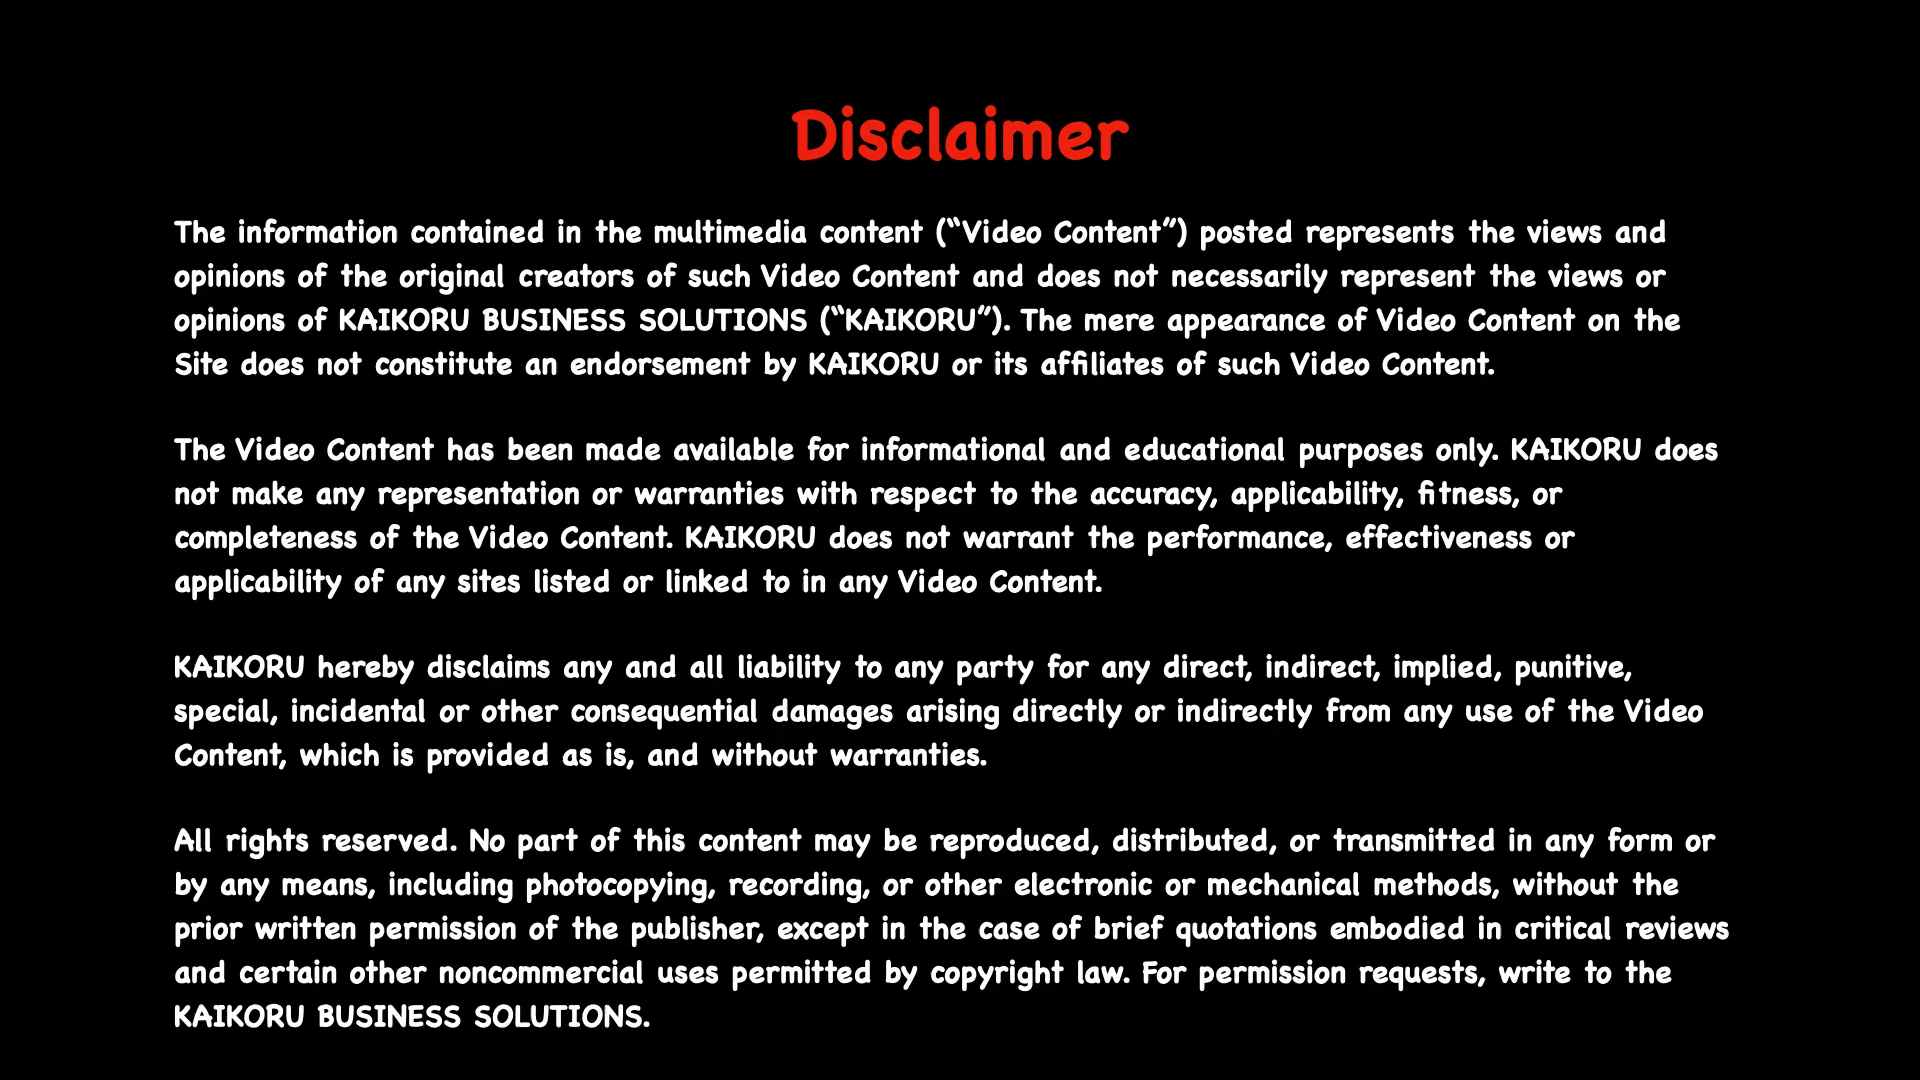 Disclaimer
The information contained in the multimedia content (“Video Content”) posted represents the views and
opinions of the original creators of such Video Content and does not necessarily represent the views or
opinions of KAIKORU BUSINESS SOLUTIONS (“KAIKORU”). The mere appearance of Video Content on the
Site does not constitute an endorsement by KAIKORU or its affiliates of such Video Content.
The Video Content has been made available for informational and educational purposes only. KAIKORU does
not make any representation or warranties with respect to the accuracy, applicability, fitness, or
completeness of the Video Content. KAIKORU does not warrant the performance, effectiveness or
applicability of any sites listed or linked to in any Video Content.
KAIKORU hereby disclaims any and all liability to any party for any direct, indirect, implied, punitive,
special, incidental or other consequential damages arising directly or indirectly from any use of the Video
Content, which is provided as is, and without warranties.
All rights reserved. No part of this content may be reproduced, distributed, or transmitted in any form or
by any means, including photocopying, recording, or other electronic or mechanical methods, without the
prior written permission of the publisher, except in the case of brief quotations embodied in critical reviews
and certain other noncommercial uses permitted by copyright law. For permission requests, write to the
KAIKORU BUSINESS SOLUTIONS.